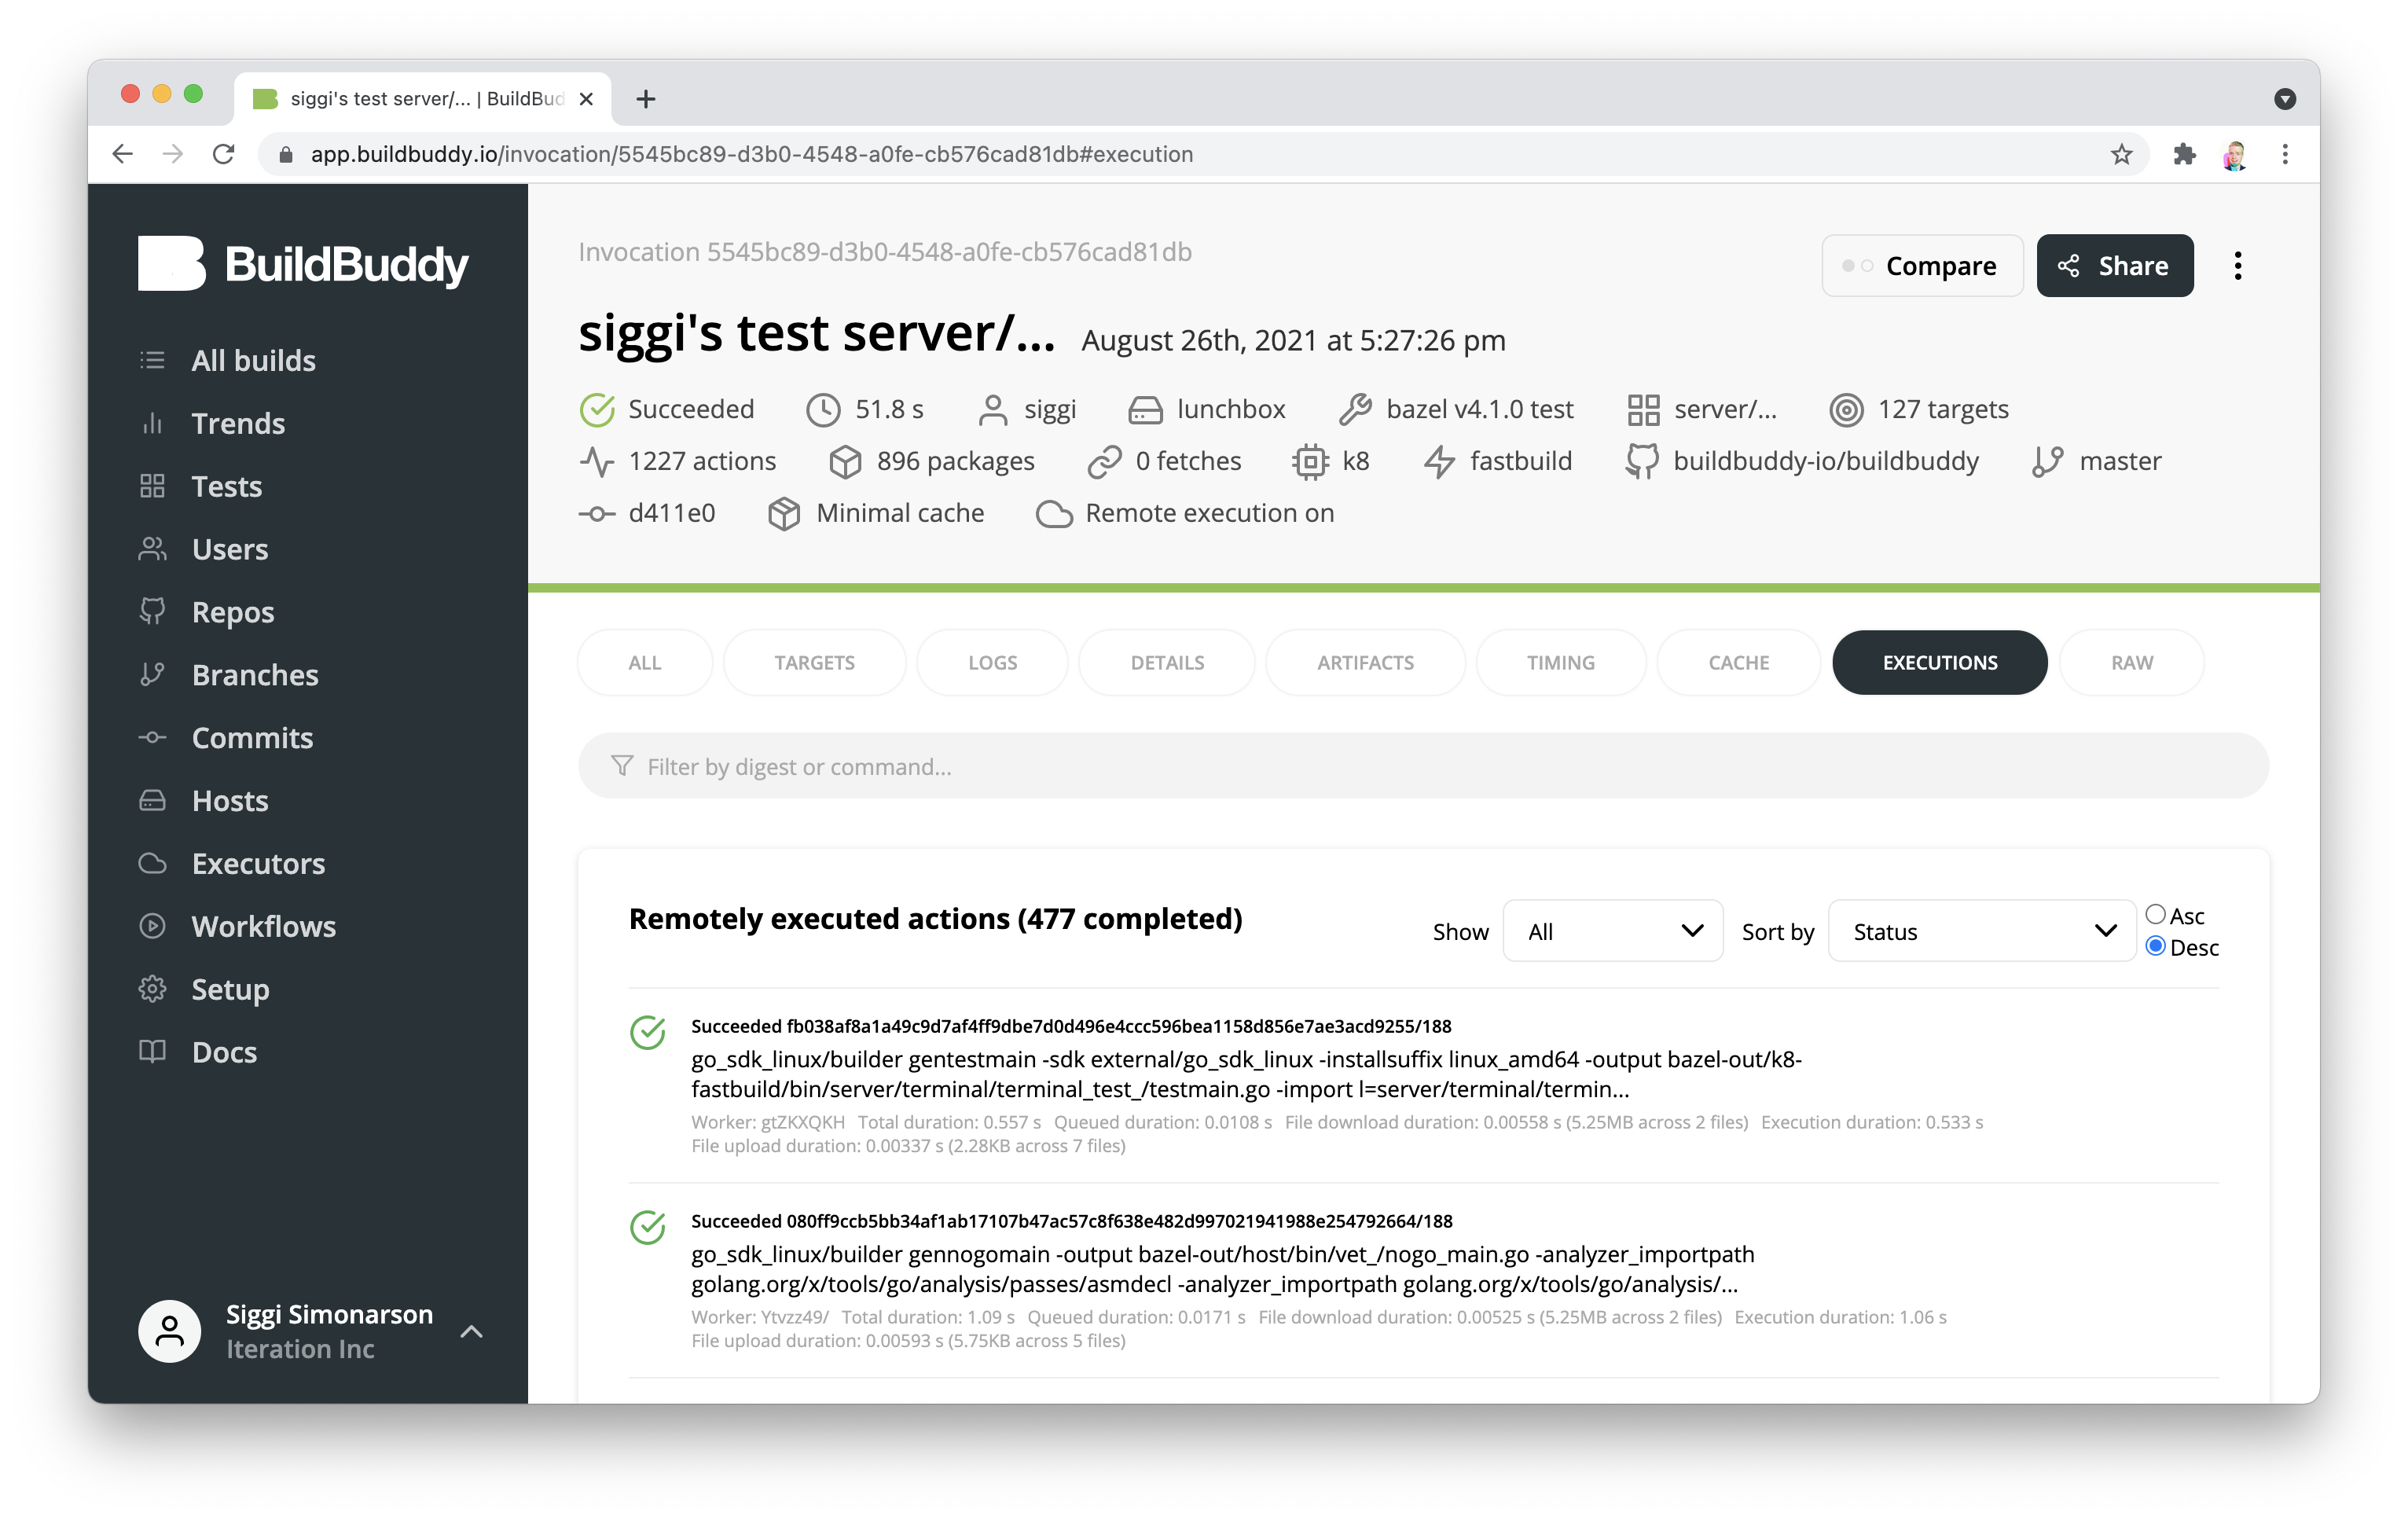 siggi's test server/... | BuildBud
app.buildbuddy.io/invocation/5545bc89-d3b0-4548-a0fe-cb576cad81db#execution
BuildBuddy
All builds
Trends
Tests
Users
Repos
Branches
Commits
Hosts
Executors
Workflows
Setup
Docs
Siggi Simonarson
Iteration Inc
Invocation 5545bc89-d3b0-4548-a0fe-cb576cad81db
Compare
Share
siggi's test server/... August 26th, 2021 at 5:27:26 pm
Succeeded 51.8 s siggi lunchbox bazel v4.1.0 test server/... 127 targets
1227 actions 896 packages 0 fetches k8 fastbuild buildbuddy-io/buildbuddy master
d411e0 Minimal cache Remote execution on
ALL TARGETS LOGS DETAILS ARTIFACTS TIMING CACHE EXECUTIONS RAW
Filter by digest or command...
Remotely executed actions (477 completed)
Show All Sort by Status
Asc
Desc
Succeeded fb038af8a1a49c9d7af4ff9dbe7d0d496e4ccc596bea1158d856e7ae3acd9255/188
go_sdk_linux/builder gentestmain -sdk external/go_sdk_linux -installsuffix linux_amd64 -output bazel-out/k8-
fastbuild/bin/server/terminal/terminal_test_/testmain.go -import l=server/terminal/termin...
Worker: gtZKXQKH Total duration: 0.557 s Queued duration: 0.0108 s File download duration: 0.00558 s (5.25MB across 2 files) Execution duration: 0.533 s
File upload duration: 0.00337 s (2.28KB across 7 files)
Succeeded 080ff9ccb5bb34af1ab17107b47ac57c8f638e482d997021941988e254792664/188
go_sdk_linux/builder gennogomain -output bazel-out/host/bin/vet_/nogo_main.go -analyzer_importpath
golang.org/x/tools/go/analysis/passes/asmdecl -analyzer_importpath golang.org/x/tools/go/analysis/...
Worker: Ytvzz49/ Total duration: 1.09 s Queued duration: 0.0171 s File download duration: 0.00525 s (5.25MB across 2 files) Execution duration: 1.06 s
File upload duration: 0.00593 s (5.75KB across 5 files)